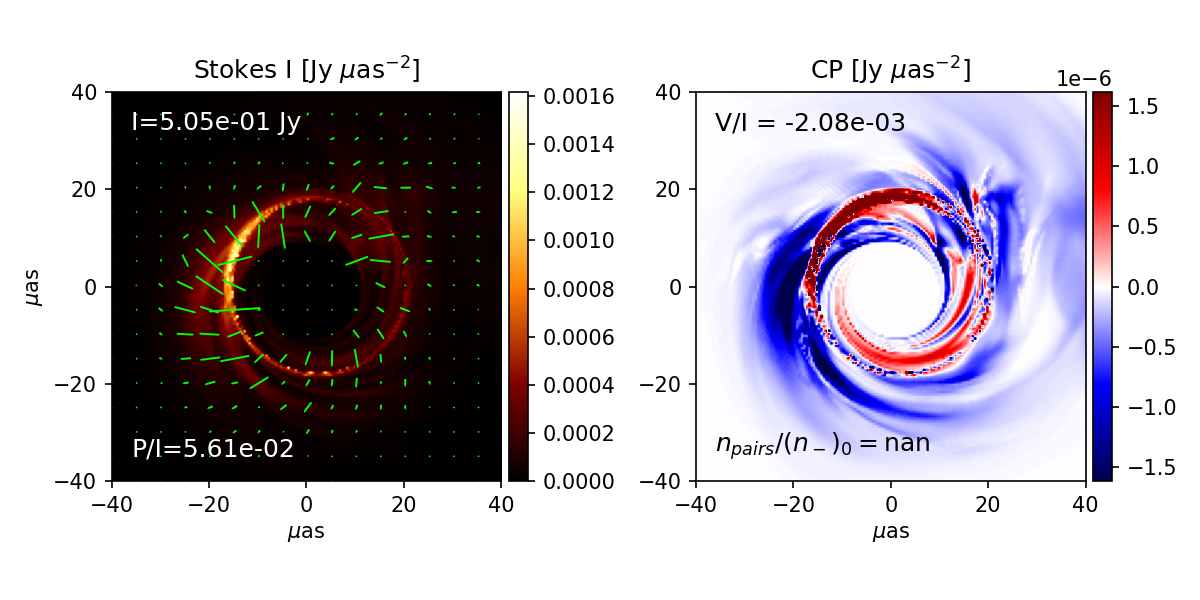 Stokes I [Jy μas⁻²]
I=5.05e-01 Jy
P/I=5.61e-02
40
20
0
−20
−40
μas
−40 −20 0 20 40
μas
0.0016
0.0014
0.0012
0.0010
0.0008
0.0006
0.0004
0.0002
0.0000
CP [Jy μas⁻²]
1e−6
V/I = -2.08e-03
n_{pairs}/(n_−)_0 = nan
40
20
0
−20
−40
−40 −20 0 20 40
μas
1.5
1.0
0.5
0.0
−0.5
−1.0
−1.5